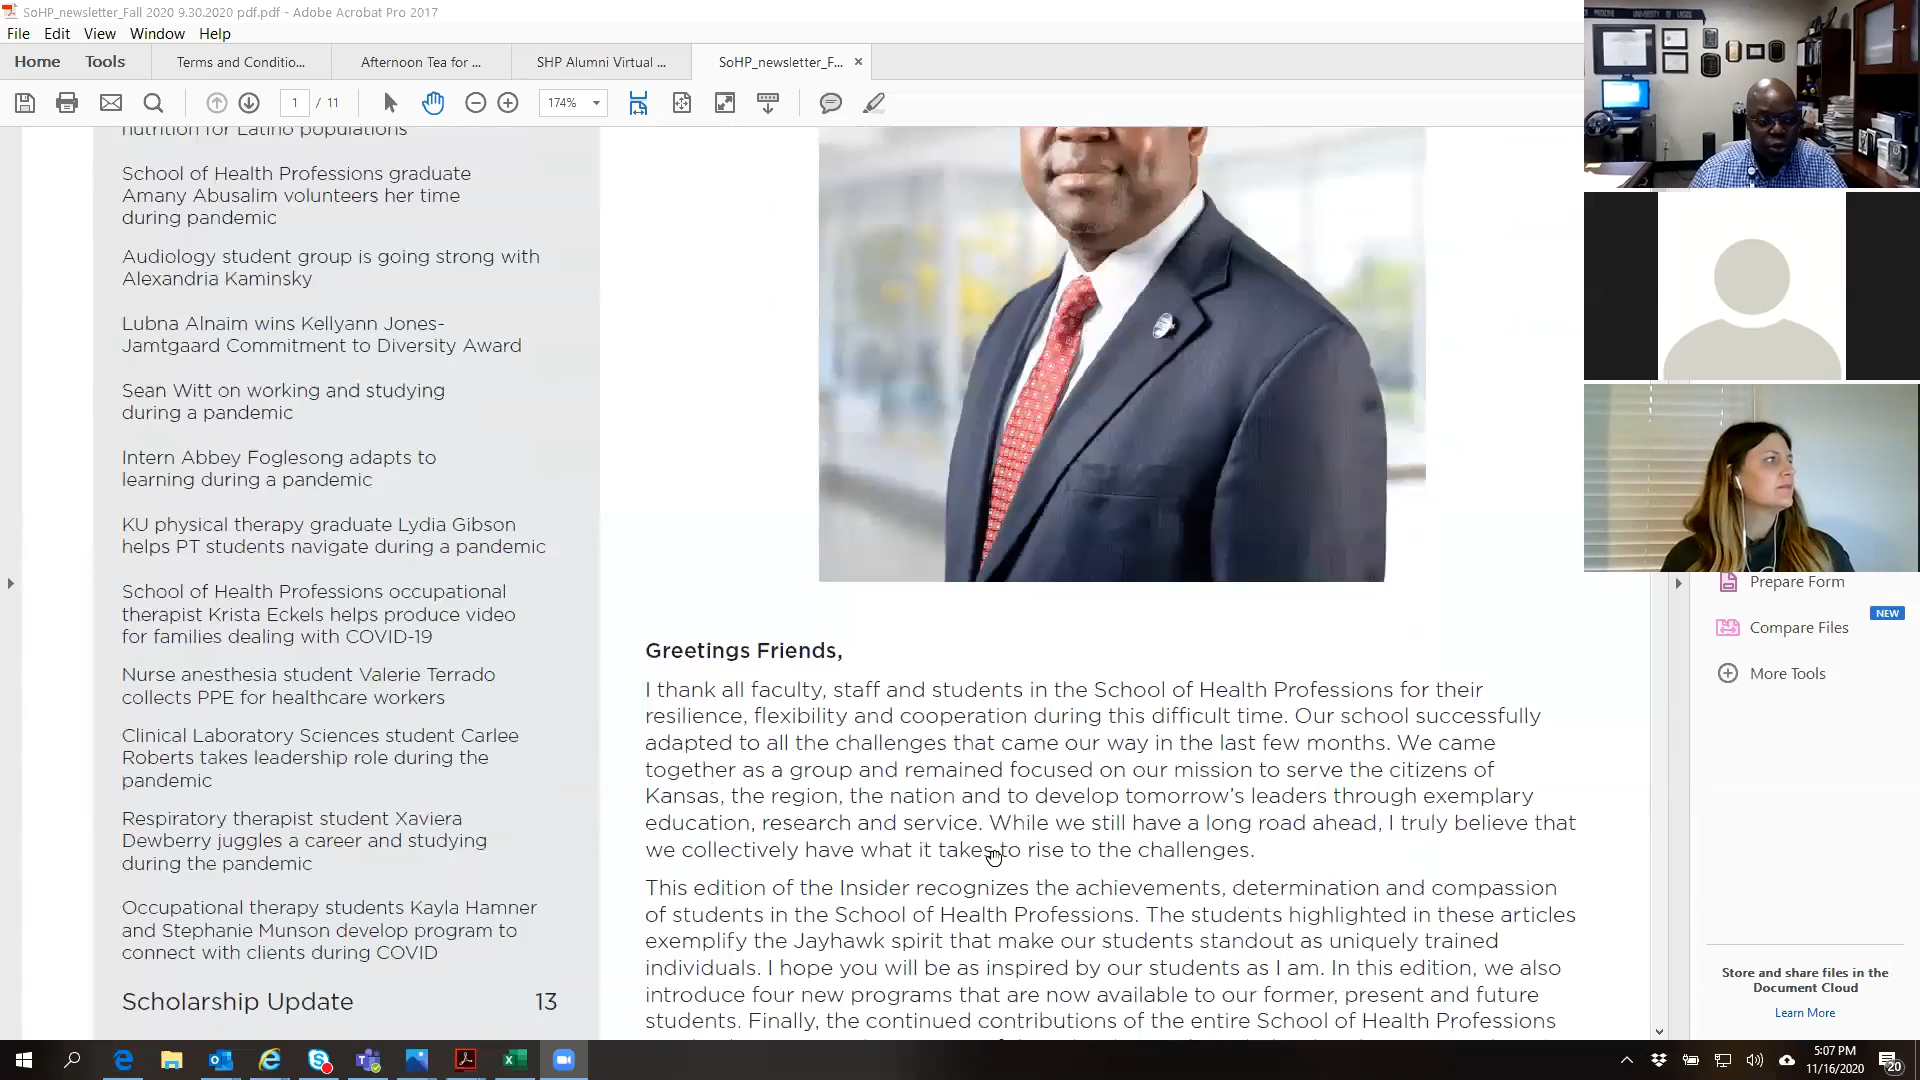 SoHP_newsletter_Fall 2020 9.30.2020 pdf.pdf - Adobe Acrobat Pro 2017
File Edit View Window Help
Home Tools Terms and Conditio... Afternoon Tea for ... SHP Alumni Virtual ... SoHP_newsletter_F... ×
1 / 11 174%
nutrition for Latino populations
School of Health Professions graduate
Amany Abusalim volunteers her time
during pandemic
Audiology student group is going strong with
Alexandria Kaminsky
Lubna Alnaim wins Kellyann Jones-
Jamtgaard Commitment to Diversity Award
Sean Witt on working and studying
during a pandemic
Intern Abbey Foglesong adapts to
learning during a pandemic
KU physical therapy graduate Lydia Gibson
helps PT students navigate during a pandemic
School of Health Professions occupational
therapist Krista Eckels helps produce video
for families dealing with COVID-19
Nurse anesthesia student Valerie Terrado
collects PPE for healthcare workers
Clinical Laboratory Sciences student Carlee
Roberts takes leadership role during the
pandemic
Respiratory therapist student Xaviera
Dewberry juggles a career and studying
during the pandemic
Occupational therapy students Kayla Hamner
and Stephanie Munson develop program to
connect with clients during COVID
Scholarship Update 13
Greetings Friends,
I thank all faculty, staff and students in the School of Health Professions for their
resilience, flexibility and cooperation during this difficult time. Our school successfully
adapted to all the challenges that came our way in the last few months. We came
together as a group and remained focused on our mission to serve the citizens of
Kansas, the region, the nation and to develop tomorrow's leaders through exemplary
education, research and service. While we still have a long road ahead, I truly believe that
we collectively have what it takes to rise to the challenges.
This edition of the Insider recognizes the achievements, determination and compassion
of students in the School of Health Professions. The students highlighted in these articles
exemplify the Jayhawk spirit that make our students standout as uniquely trained
individuals. I hope you will be as inspired by our students as I am. In this edition, we also
introduce four new programs that are now available to our former, present and future
students. Finally, the continued contributions of the entire School of Health Professions
Prepare Form
NEW
Compare Files
More Tools
Store and share files in the
Document Cloud
Learn More
5:07 PM
11/16/2020
20